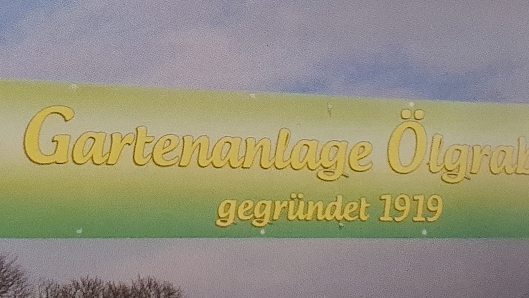 Gartenanlage Ölgrab
gegründet 1919